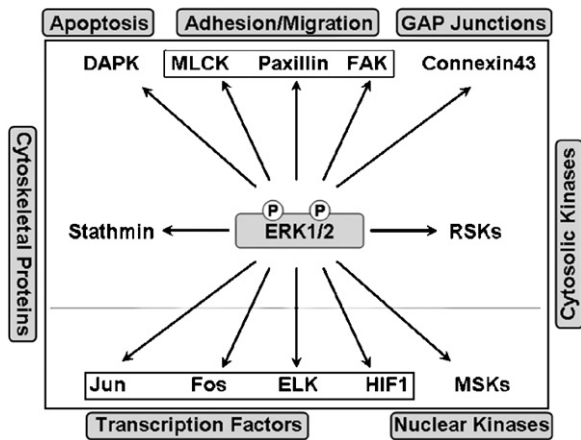 Apoptosis Adhesion/Migration GAP Junctions
DAPK MLCK Paxillin FAK Connexin43
Cytoskeletal Proteins
Cytosolic Kinases
P P
Stathmin ERK1/2 RSKs
Jun Fos ELK HIF1 MSKs
Transcription Factors Nuclear Kinases